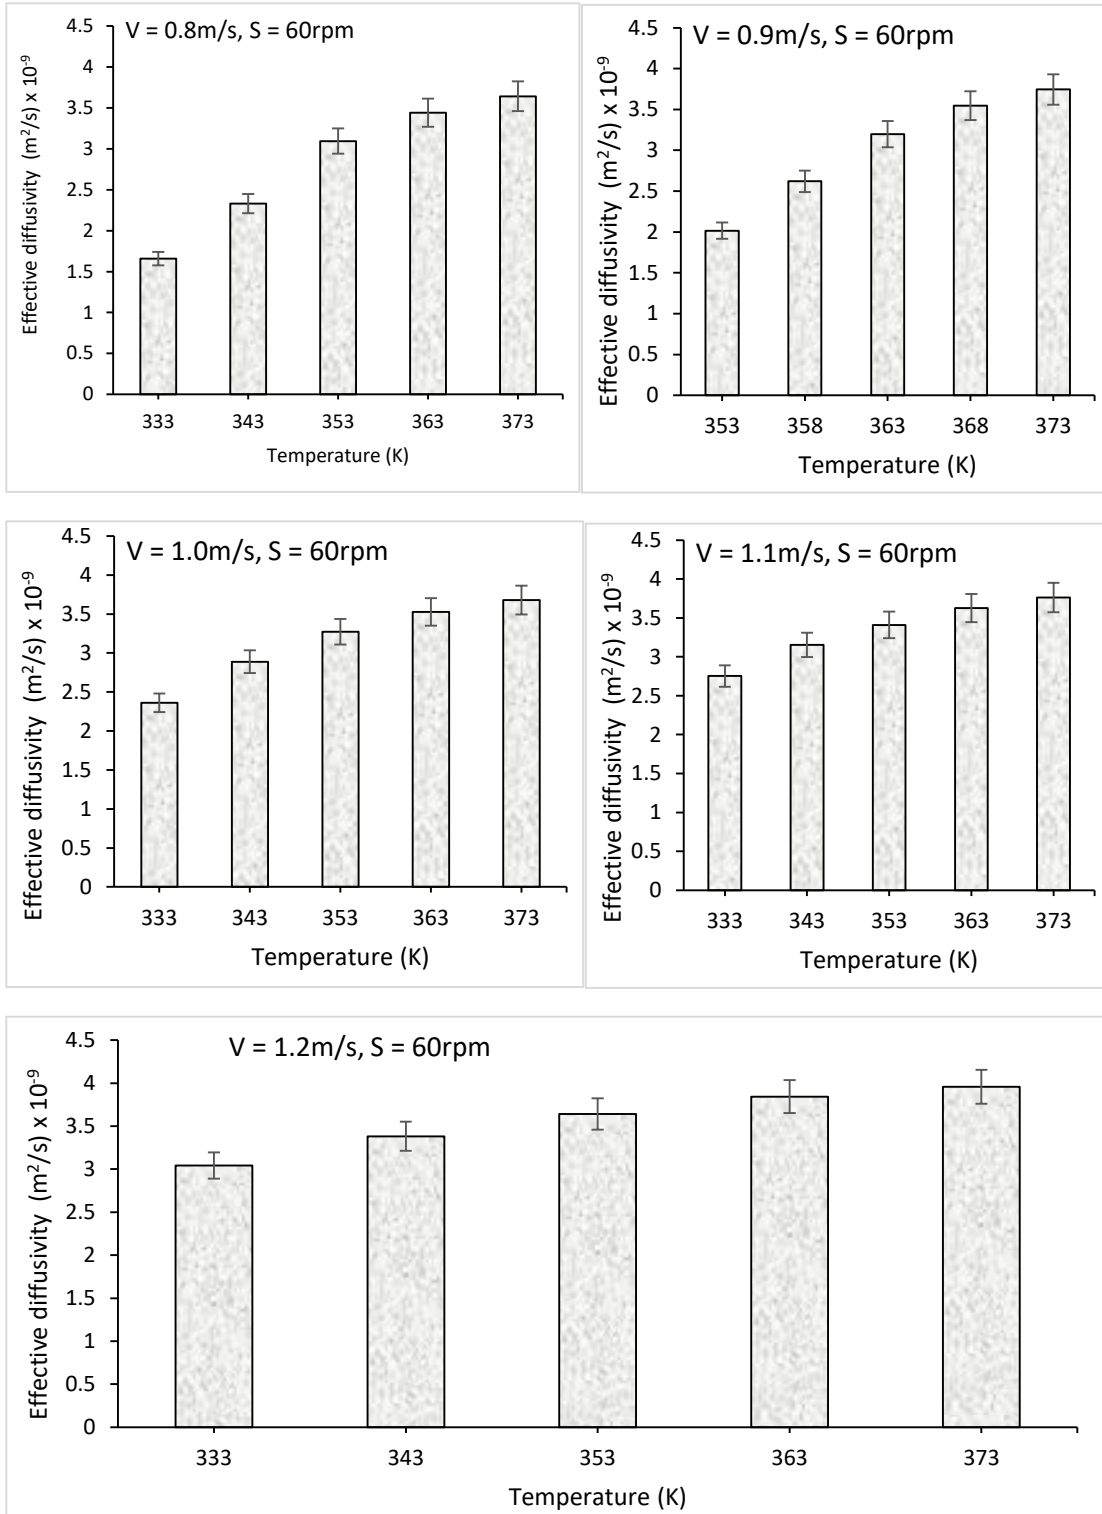 V = 0.8m/s, S = 60rpm
Effective diffusivity (m²/s) x 10⁻⁹
4.5
4
3.5
3
2.5
2
1.5
1
0.5
0
333 343 353 363 373
Temperature (K)
V = 0.9m/s, S = 60rpm
Effective diffusivity (m²/s) x 10⁻⁹
4.5
4
3.5
3
2.5
2
1.5
1
0.5
0
353 358 363 368 373
Temperature (K)
V = 1.0m/s, S = 60rpm
Effective diffusivity (m²/s) x 10⁻⁹
4.5
4
3.5
3
2.5
2
1.5
1
0.5
0
333 343 353 363 373
Temperature (K)
V = 1.1m/s, S = 60rpm
Effective diffusivity (m²/s) x 10⁻⁹
4.5
4
3.5
3
2.5
2
1.5
1
0.5
0
333 343 353 363 373
Temperature (K)
V = 1.2m/s, S = 60rpm
Effective diffusivity (m²/s) x 10⁻⁹
4.5
4
3.5
3
2.5
2
1.5
1
0.5
0
333 343 353 363 373
Temperature (K)